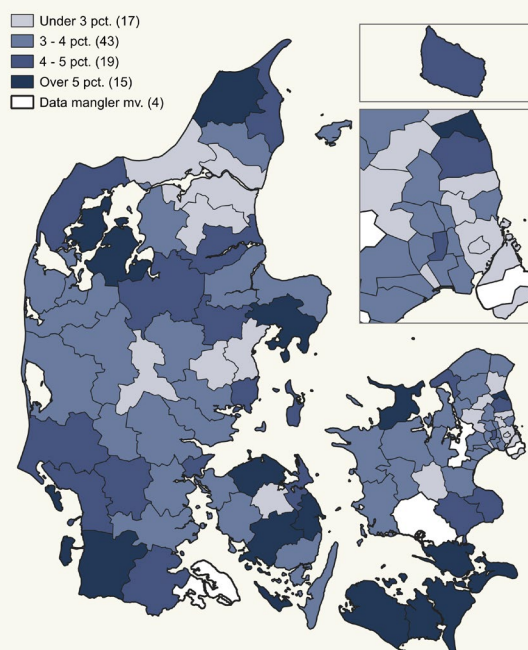 Under 3 pct. (17)
3 - 4 pct. (43)
4 - 5 pct. (19)
Over 5 pct. (15)
Data mangler mv. (4)